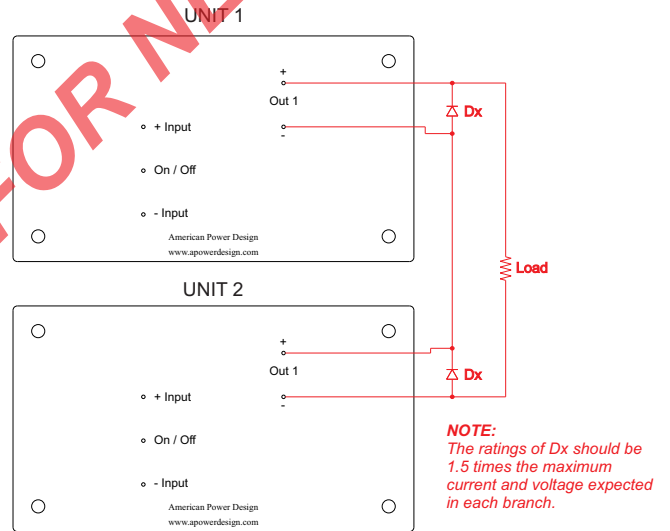 UNIT 1
+
Out 1
-
+ Input
On / Off
- Input
American Power Design
www.apowerdesign.com
Dx
Load
UNIT 2
+
Out 1
-
+ Input
On / Off
- Input
American Power Design
www.apowerdesign.com
Dx
NOTE:
The ratings of Dx should be
1.5 times the maximum
current and voltage expected
in each branch.
FOR NE